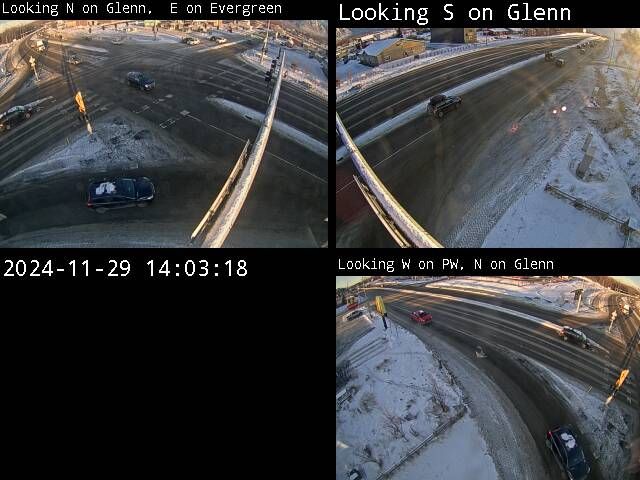 Looking N on Glenn,  E on Evergreen
Looking S on Glenn
2024-11-29 14:03:18
Looking W on PW, N on Glenn